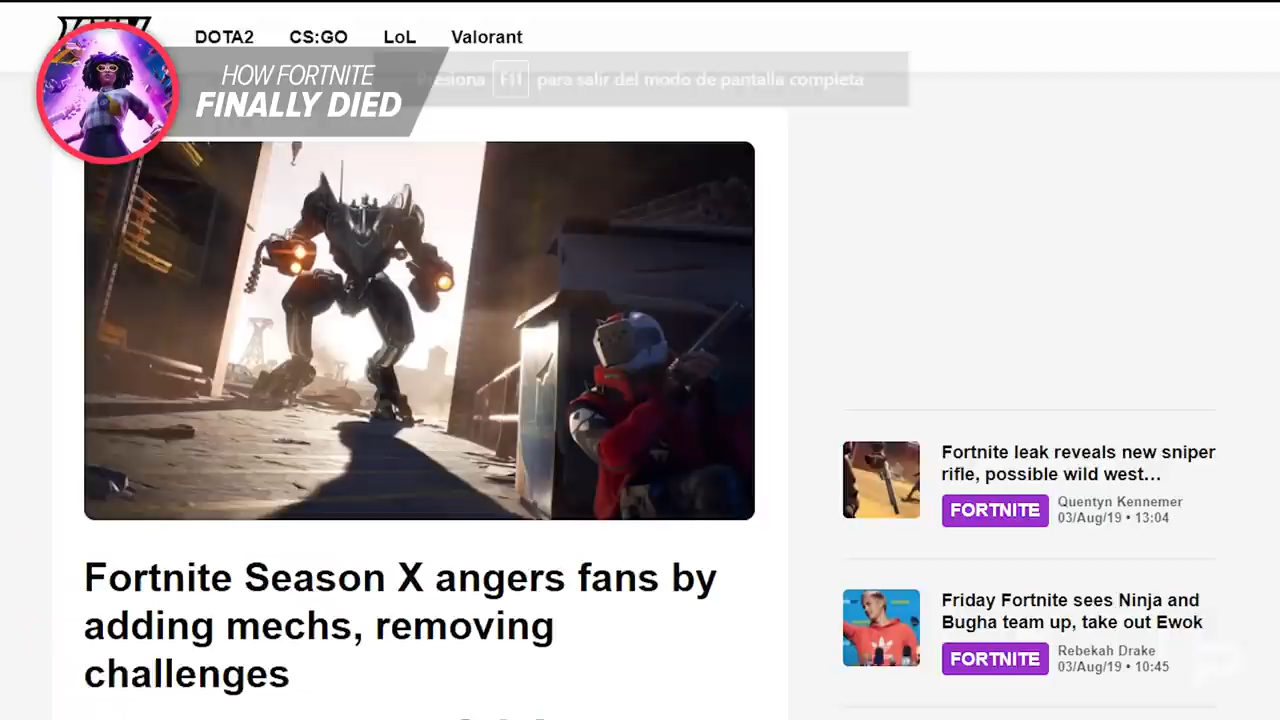 DOTA2 CS:GO LoL Valorant
HOW FORTNITE
FINALLY DIED
Presiona F11 para salir del modo de pantalla completa
Fortnite Season X angers fans by
adding mechs, removing
challenges
Fortnite leak reveals new sniper
rifle, possible wild west...
FORTNITE
Quentyn Kennemer
03/Aug/19 • 13:04
Friday Fortnite sees Ninja and
Bugha team up, take out Ewok
FORTNITE
Rebekah Drake
03/Aug/19 • 10:45